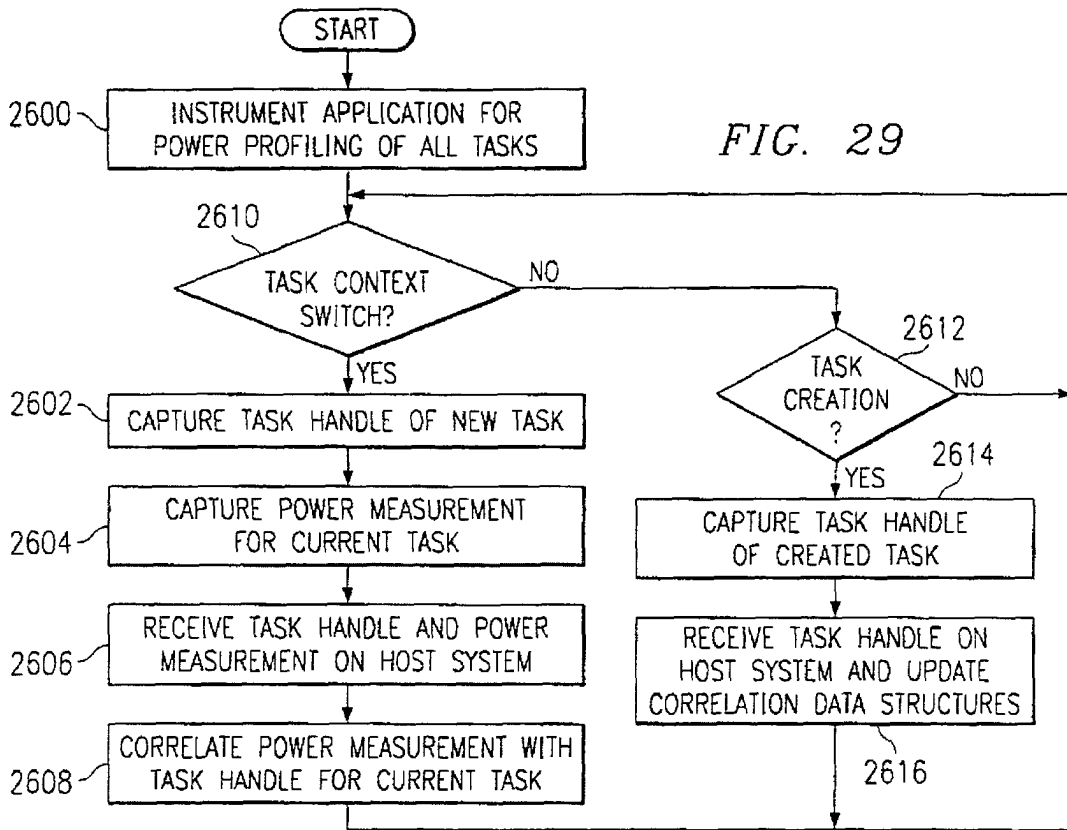 START
2600
INSTRUMENT APPLICATION FOR
POWER PROFILING OF ALL TASKS
FIG. 29
2610
TASK CONTEXT
SWITCH?
NO
YES
2612
TASK
CREATION
?
NO
YES
2602
CAPTURE TASK HANDLE OF NEW TASK
2604
CAPTURE POWER MEASUREMENT
FOR CURRENT TASK
2606
RECEIVE TASK HANDLE AND POWER
MEASUREMENT ON HOST SYSTEM
2608
CORRELATE POWER MEASUREMENT WITH
TASK HANDLE FOR CURRENT TASK
2614
CAPTURE TASK HANDLE
OF CREATED TASK
RECEIVE TASK HANDLE ON
HOST SYSTEM AND UPDATE
CORRELATION DATA STRUCTURES
2616